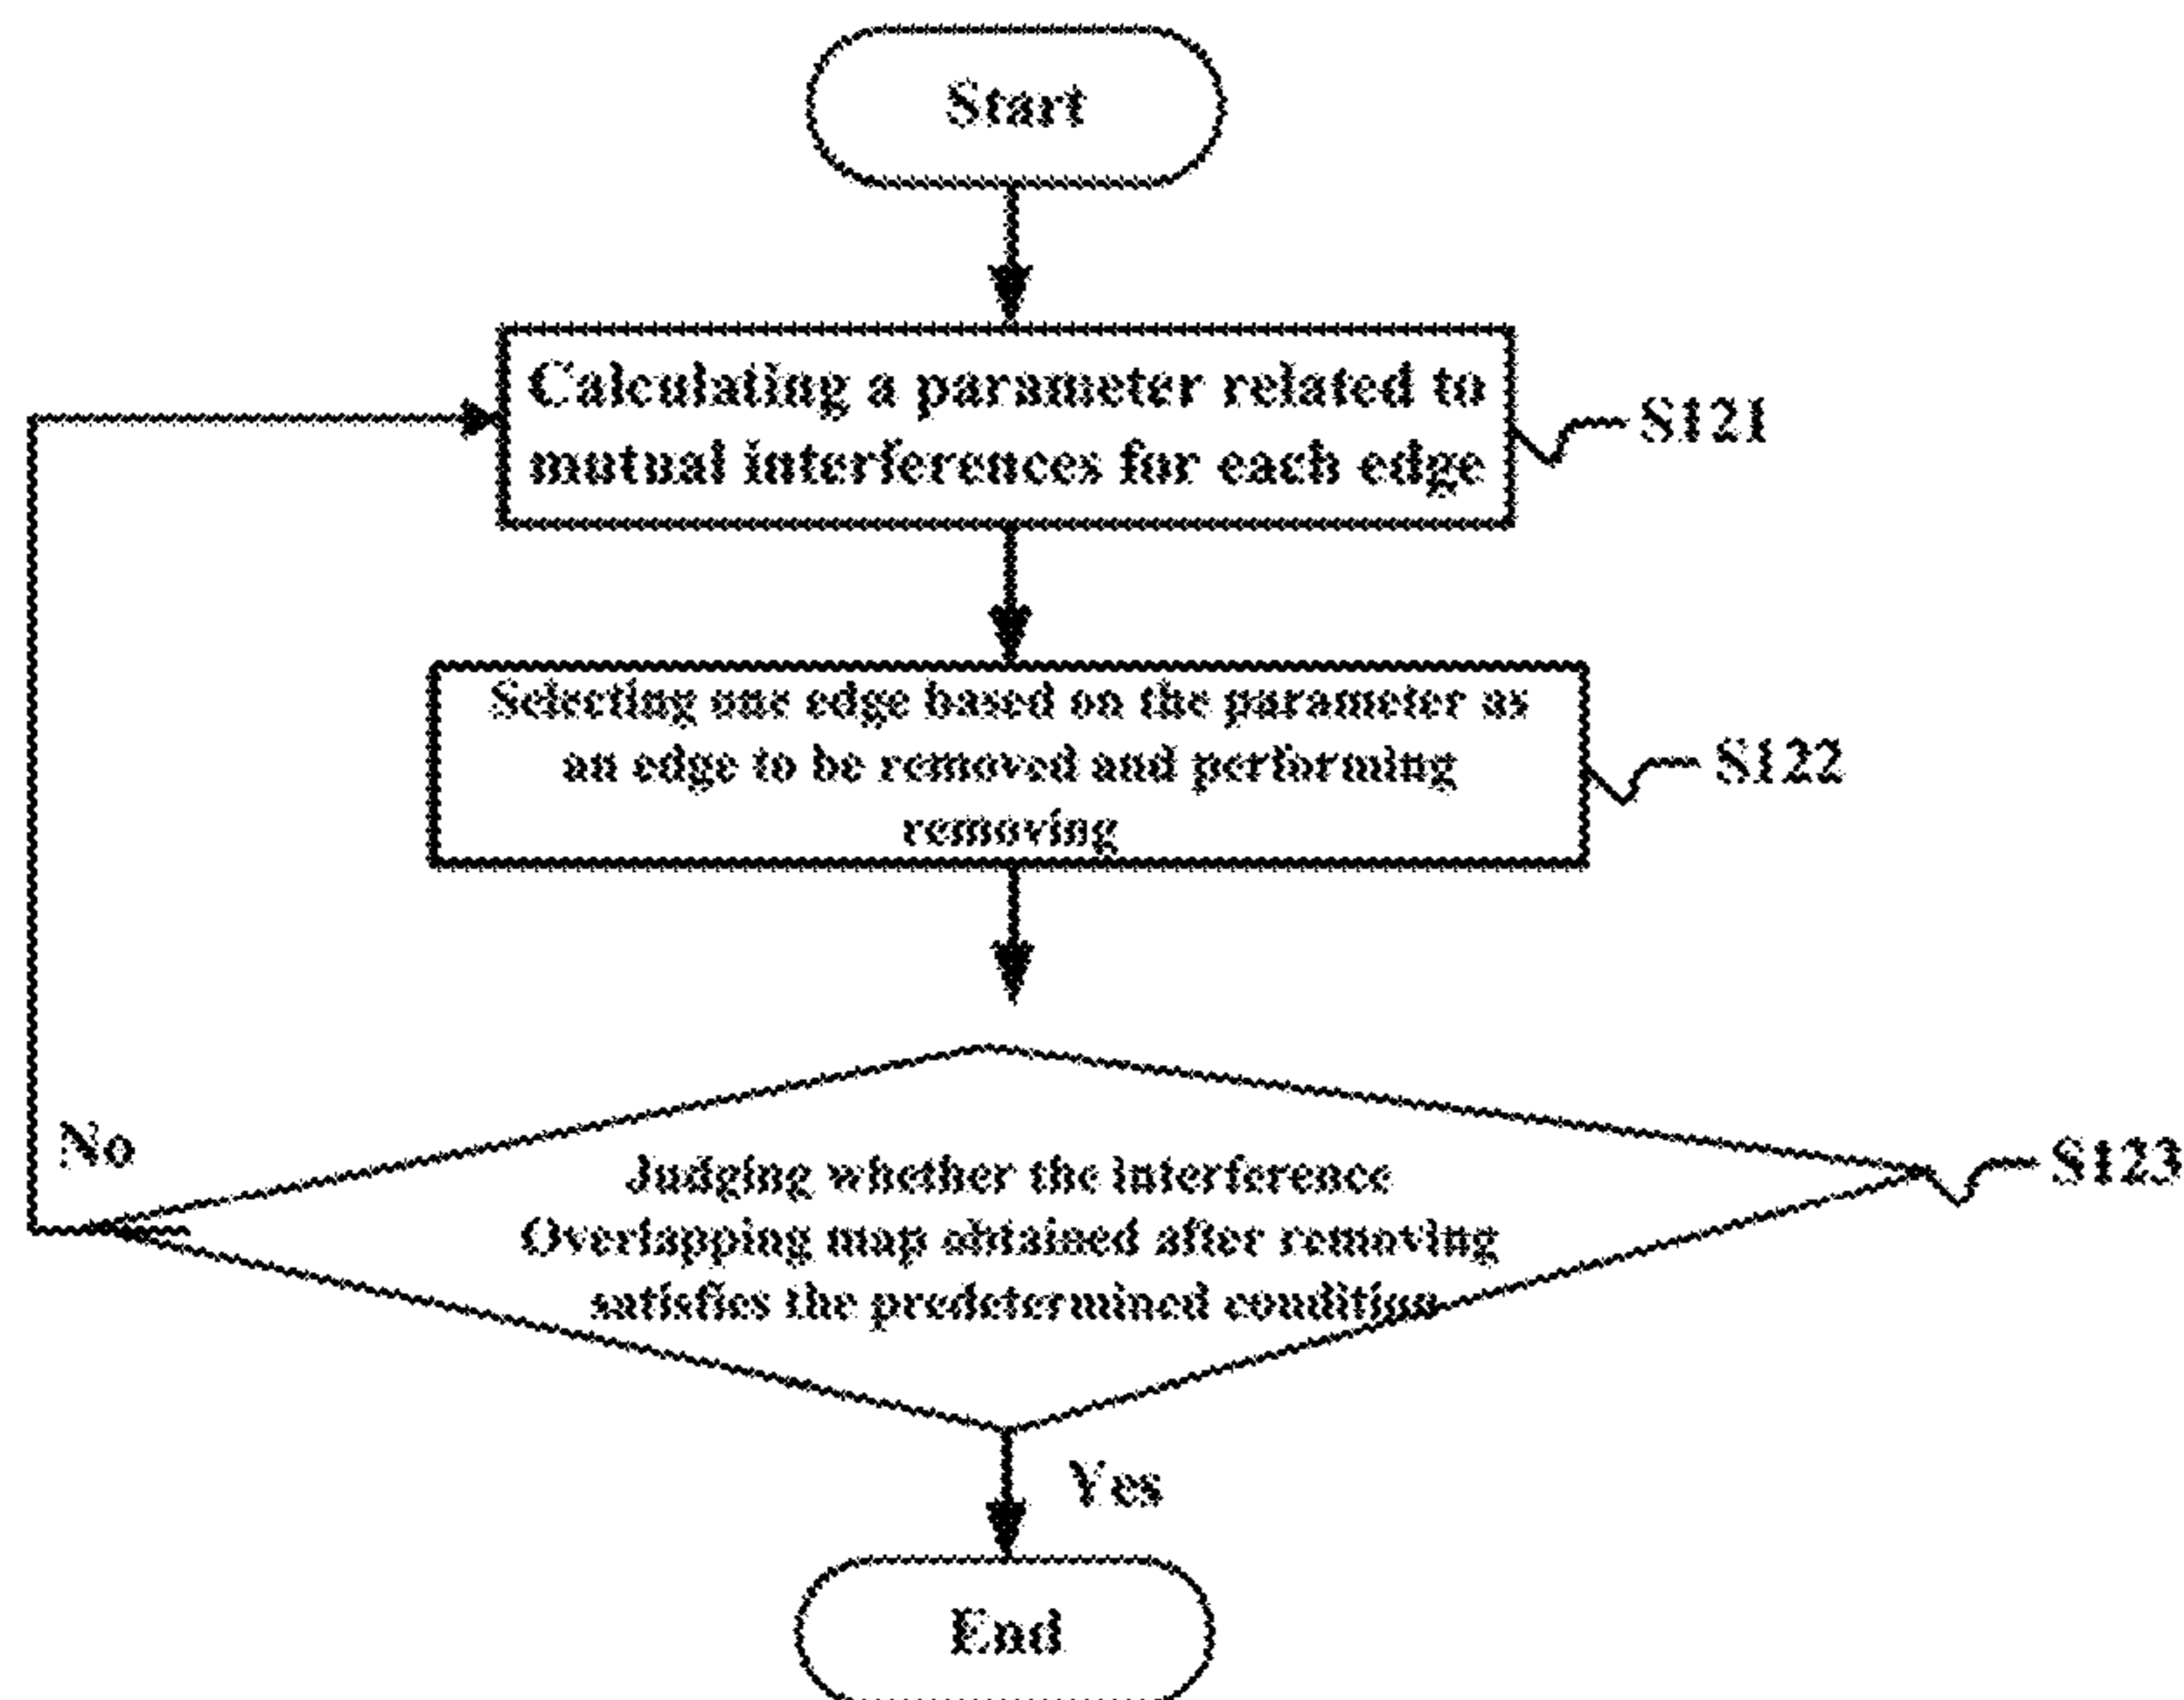 Start
Calculating a parameter related to
mutual interferences for each edge
S121
Selecting one edge based on the parameter as
an edge to be removed and performing
removing
S122
No
Judging whether the interference
Overlapping map obtained after removing
satisfies the predetermined condition
S123
Yes
End